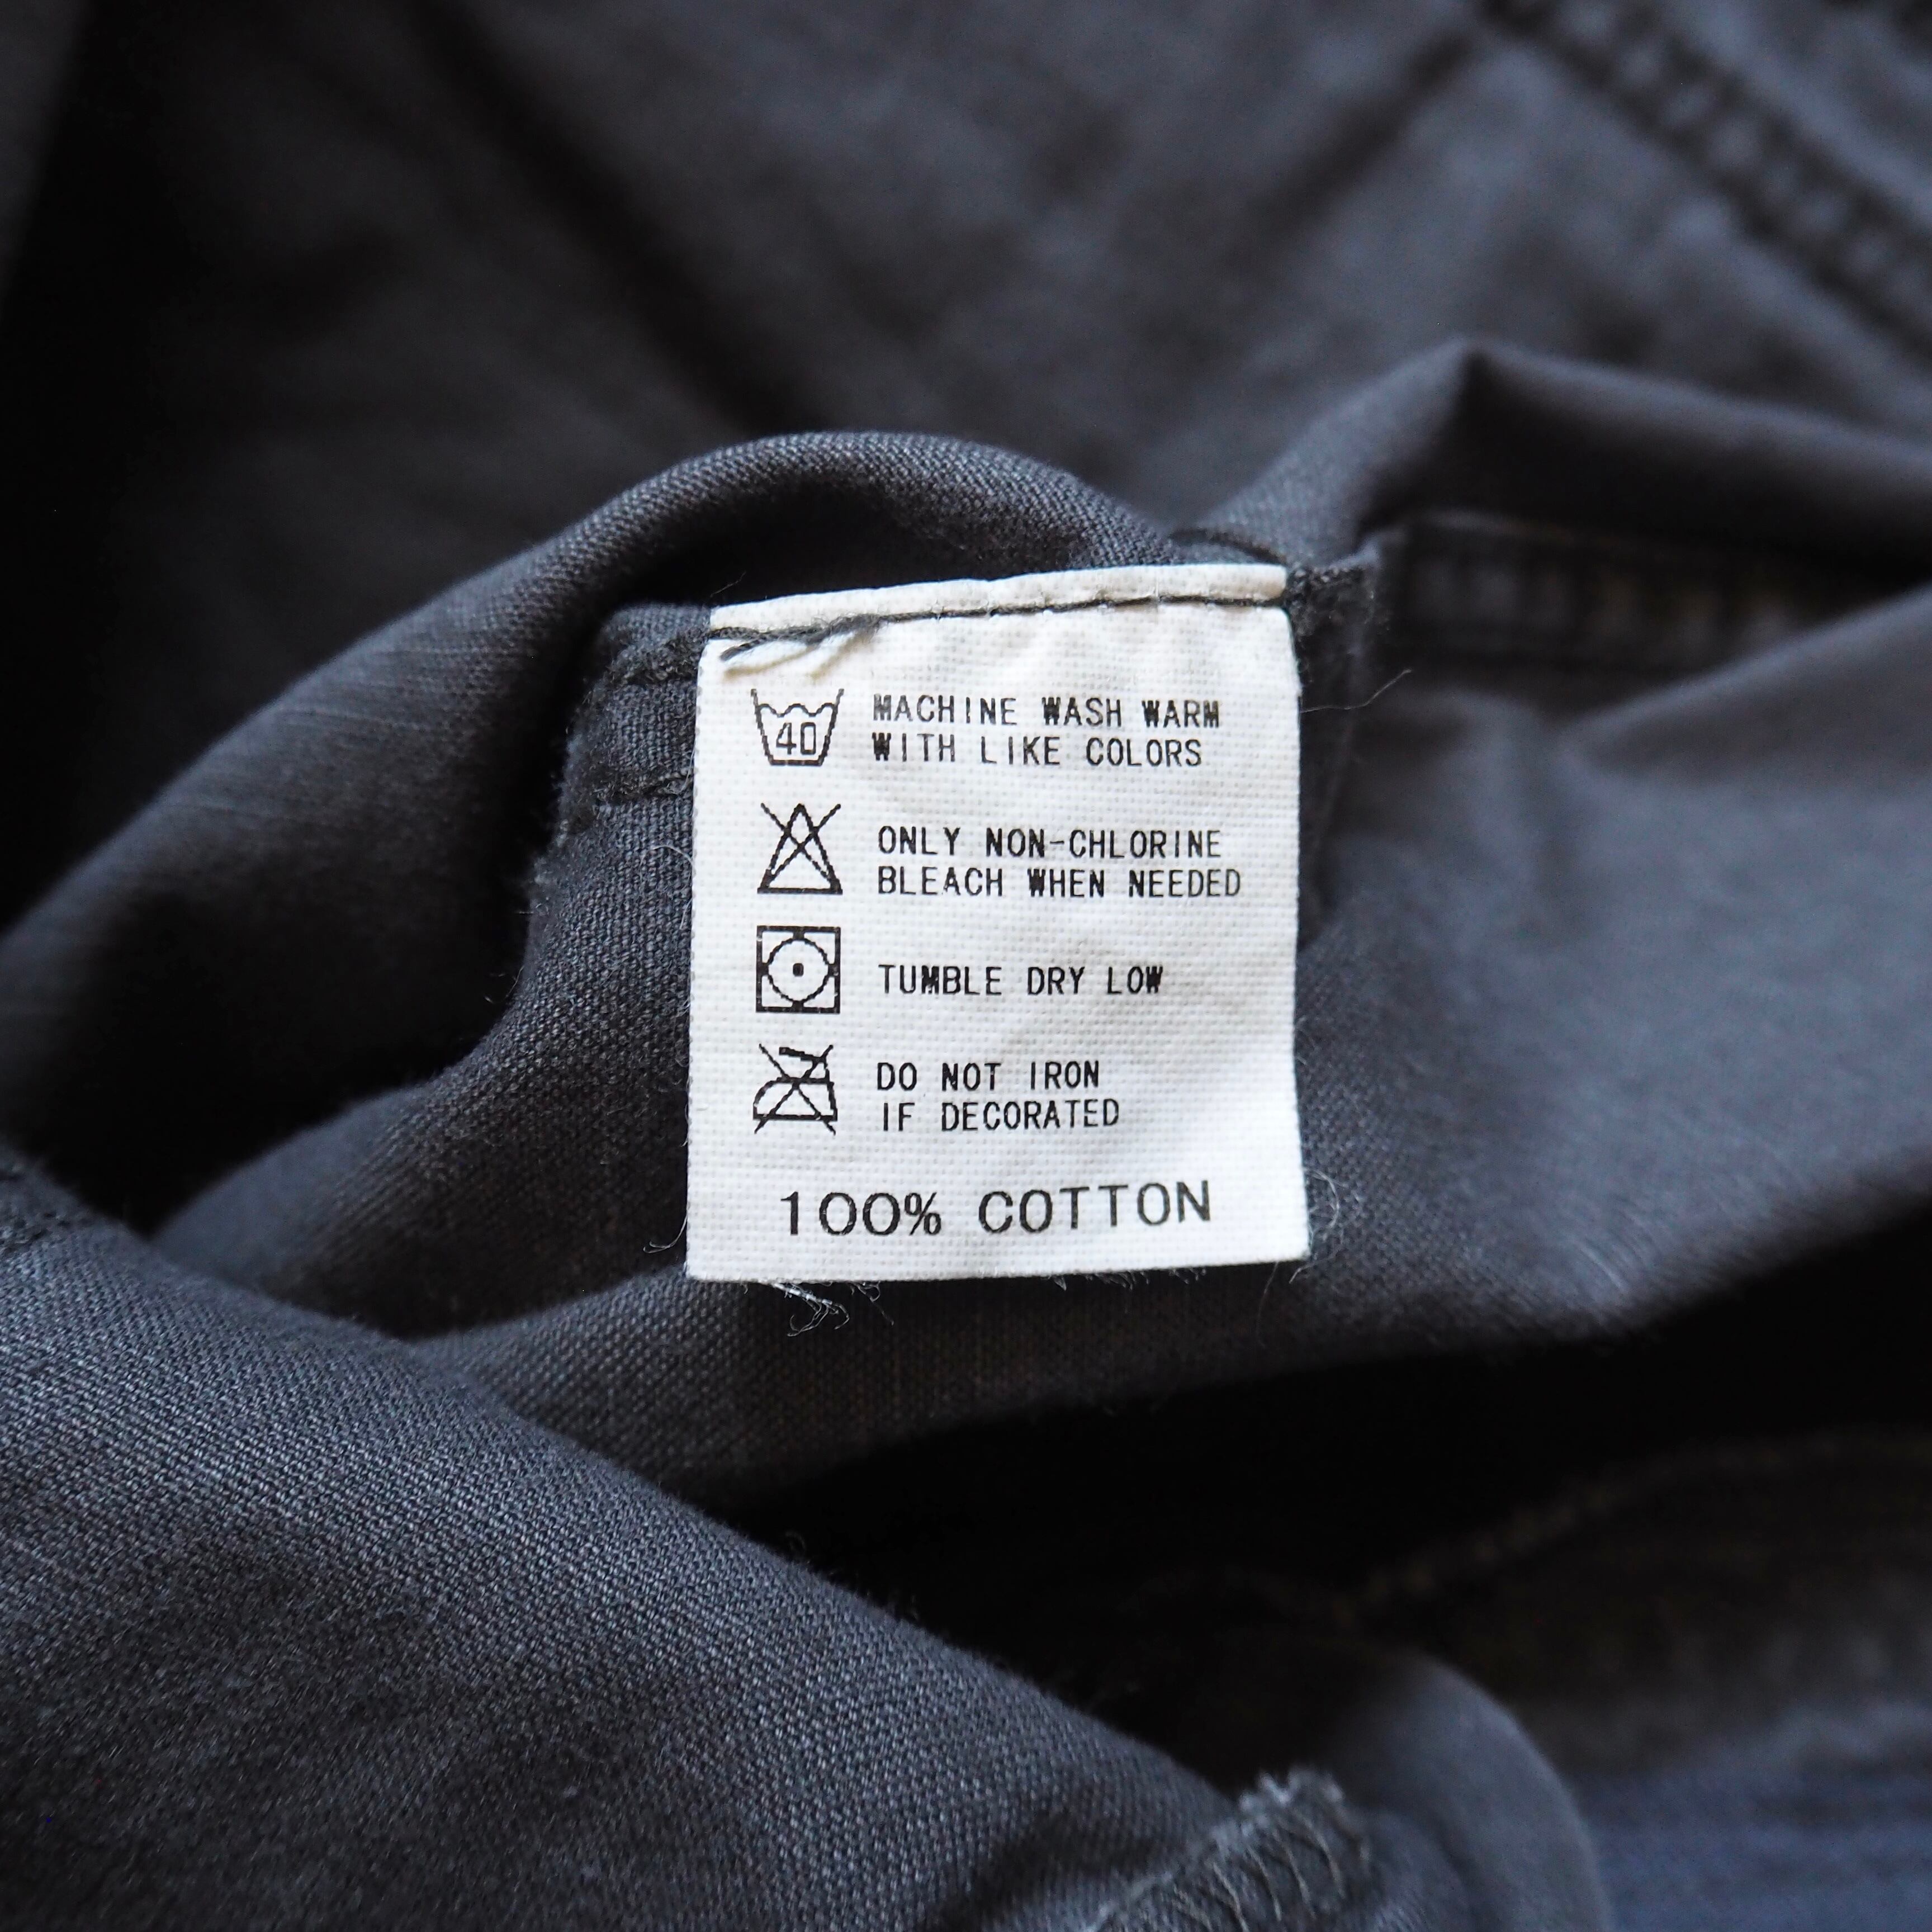 40
MACHINE WASH WARM
WITH LIKE COLORS
ONLY NON-CHLORINE
BLEACH WHEN NEEDED
TUMBLE DRY LOW
DO NOT IRON
IF DECORATED
100% COTTON